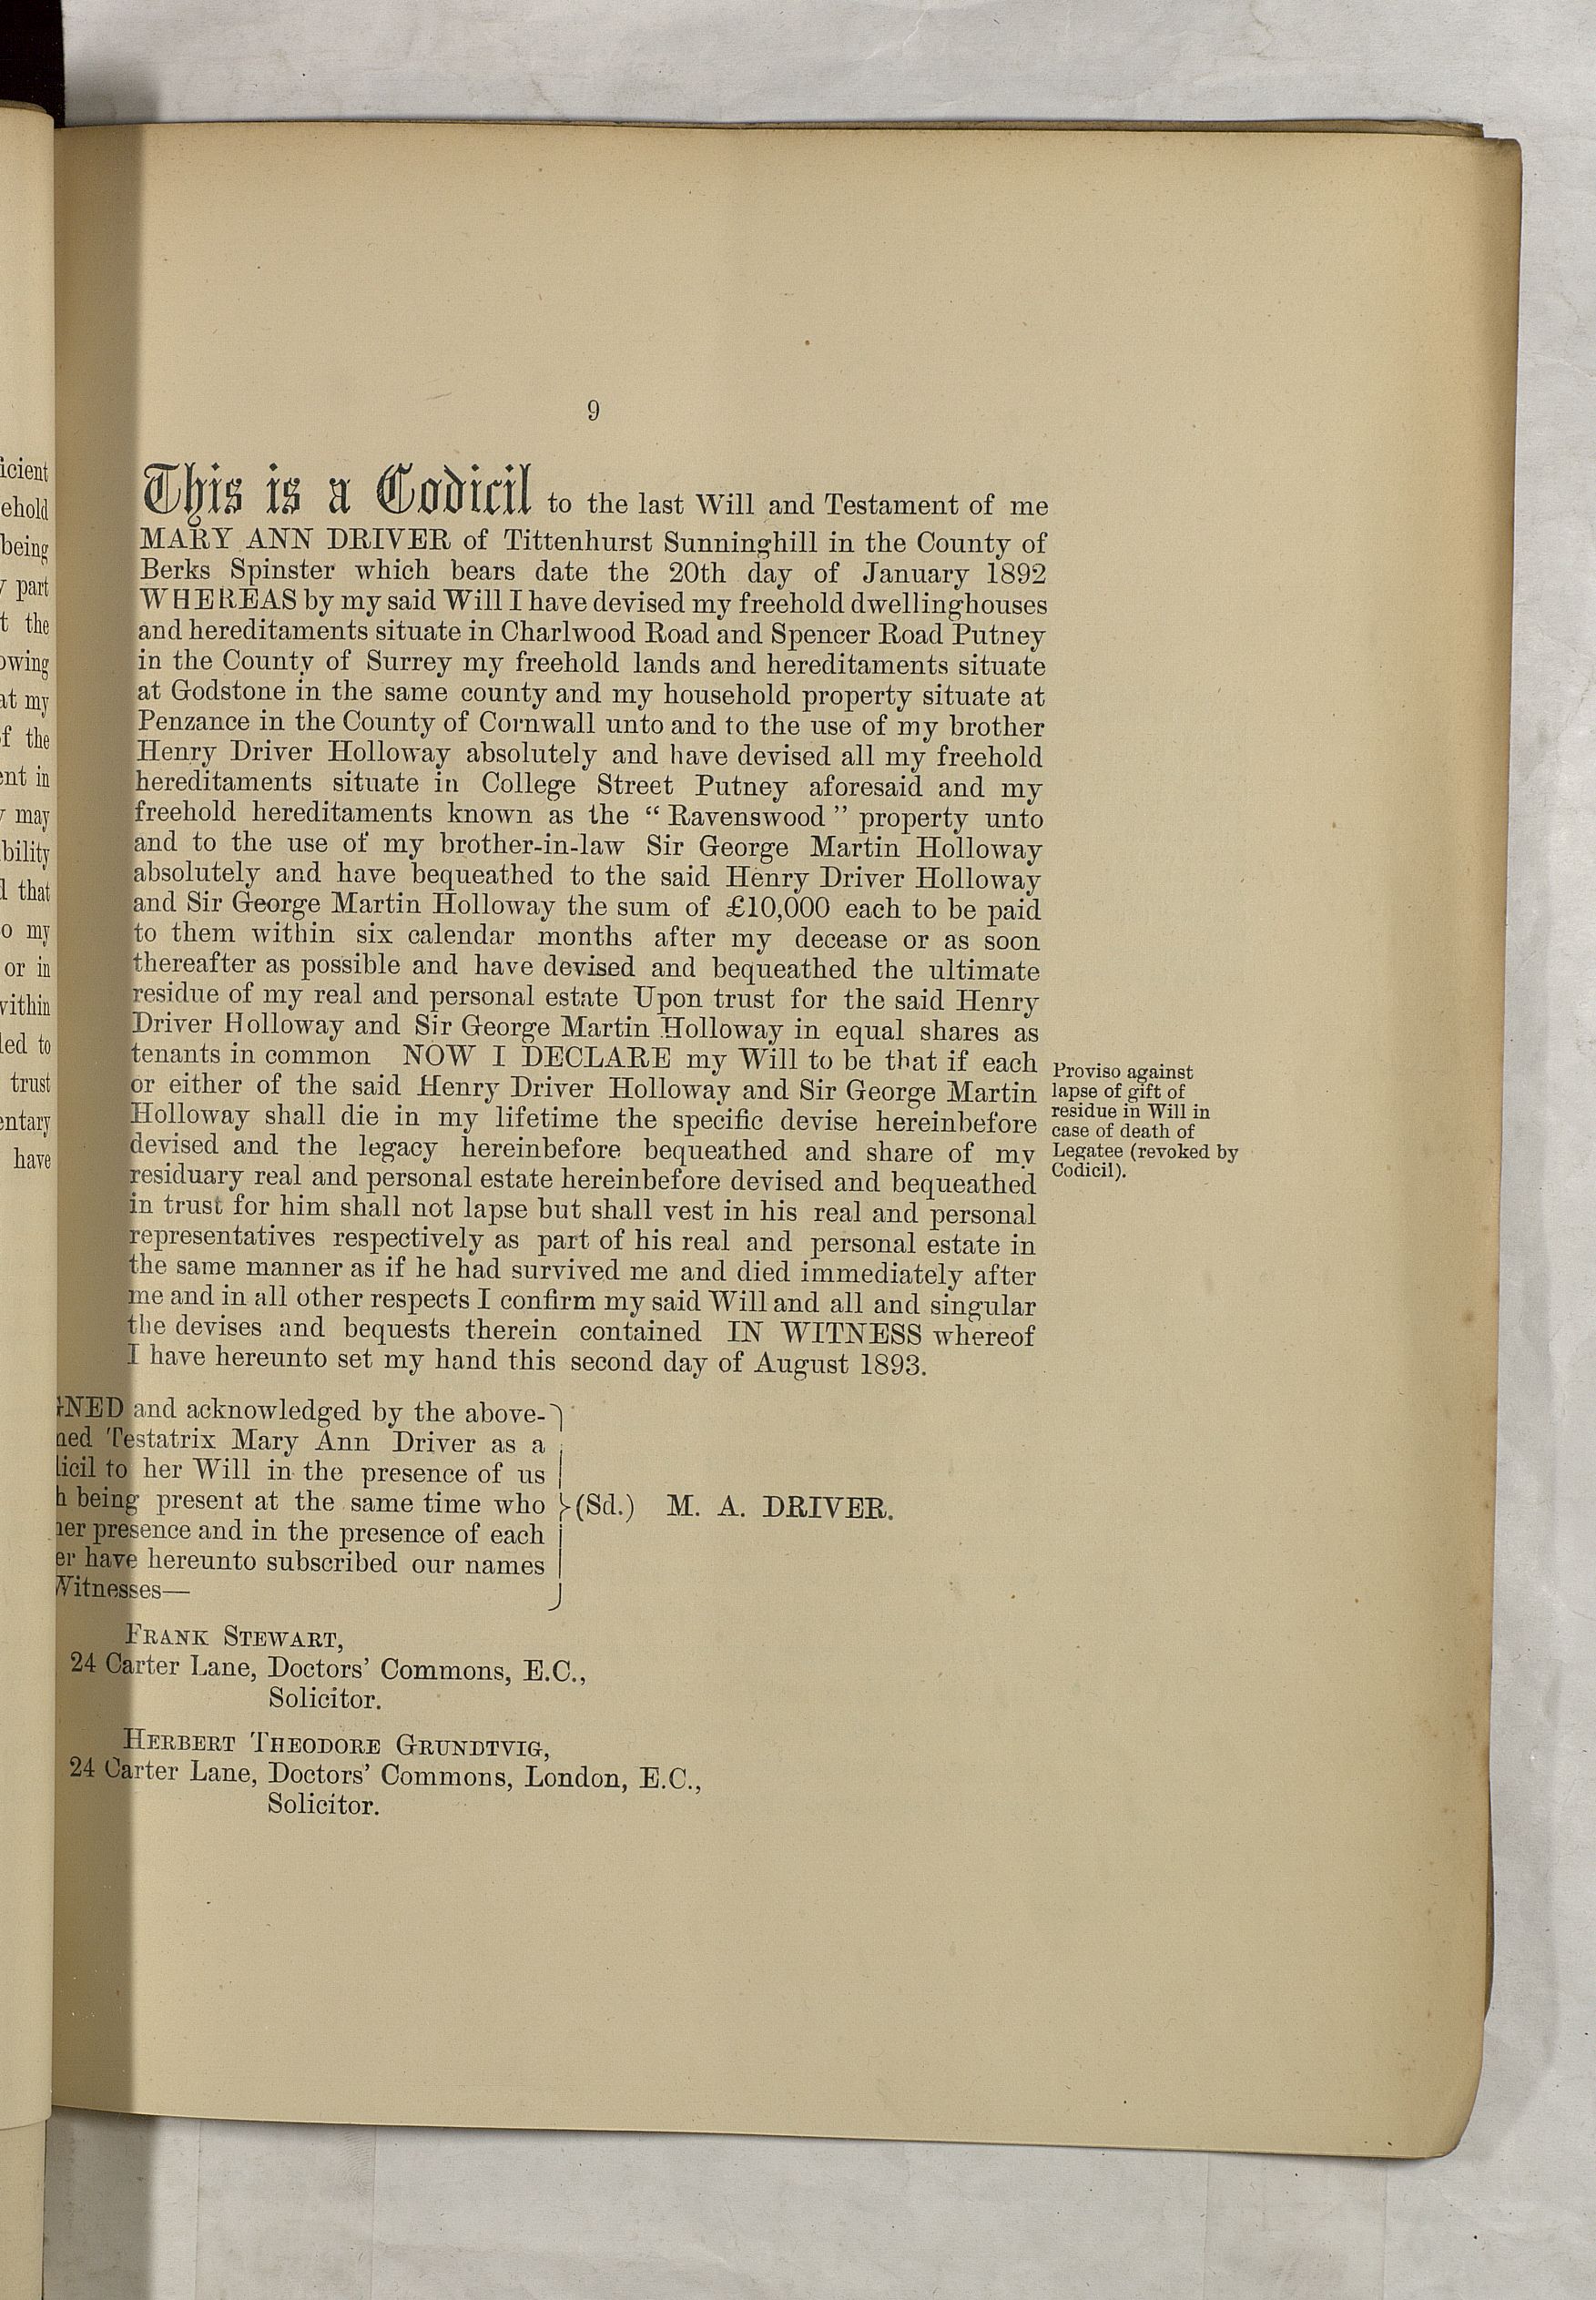 9
This is a Codicil to the last Will and Testament of me
MARY ANN DRIVER of Tittenhurst Sunninghill in the County of
Berks Spinster which bears date the 20th day of January 1892
WHEREAS by my said Will I have devised my freehold dwellinghouses
and hereditaments situate in Charlwood Road and Spencer Road Putney
in the County of Surrey my freehold lands and hereditaments situate
at Godstone in the same county and my household property situate at
Penzance in the County of Cornwall unto and to the use of my brother
Henry Driver Holloway absolutely and have devised all my freehold
hereditaments situate in College Street Putney aforesaid and my
freehold hereditaments known as the “ Ravenswood ” property unto
and to the use of my brother-in-law Sir George Martin Holloway
absolutely and have bequeathed to the said Henry Driver Holloway
and Sir George Martin Holloway the sum of £10,000 each to be paid
to them within six calendar months after my decease or as soon
thereafter as possible and have devised and bequeathed the ultimate
residue of my real and personal estate Upon trust for the said Henry
Driver Holloway and Sir George Martin Holloway in equal shares as
tenants in common NOW I DECLARE my Will to be that if each
or either of the said Henry Driver Holloway and Sir George Martin
Holloway shall die in my lifetime the specific devise hereinbefore
devised and the legacy hereinbefore bequeathed and share of my
residuary real and personal estate hereinbefore devised and bequeathed
in trust for him shall not lapse but shall vest in his real and personal
representatives respectively as part of his real and personal estate in
the same manner as if he had survived me and died immediately after
me and in all other respects I confirm my said Will and all and singular
the devises and bequests therein contained IN WITNESS whereof
I have hereunto set my hand this second day of August 1893.
Proviso against
lapse of gift of
residue in Will in
case of death of
Legatee (revoked by
Codicil).
GNED and acknowledged by the above-
ned Testatrix Mary Ann Driver as a
licil to her Will in the presence of us
h being present at the same time who
her presence and in the presence of each
er have hereunto subscribed our names
Witnesses—
(Sd.) M. A. DRIVER.
FRANK STEWART,
24 Carter Lane, Doctors’ Commons, E.C.,
Solicitor.
HERBERT THEODORE GRUNDTVIG,
24 Carter Lane, Doctors’ Commons, London, E.C.,
Solicitor.